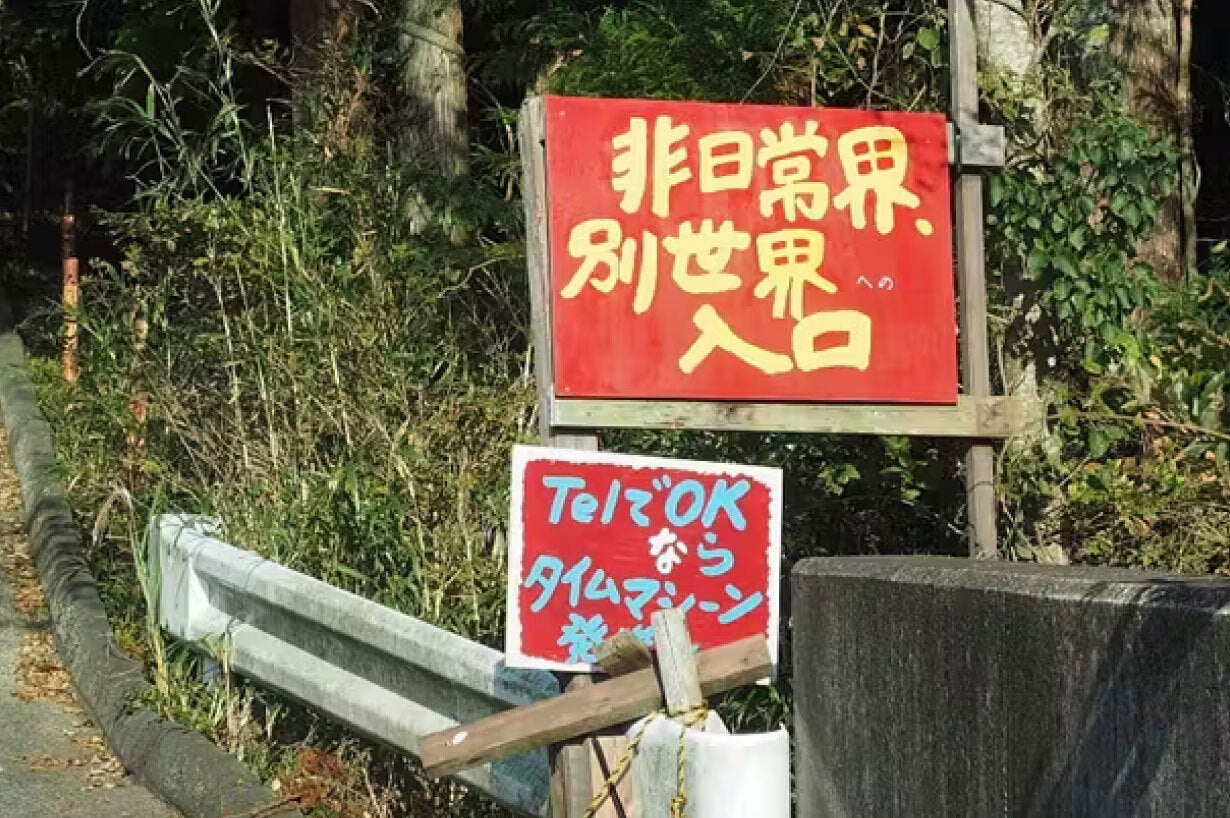 非日常界、
別世界への
入口
TelでOK
なら
タイムマシーン
発